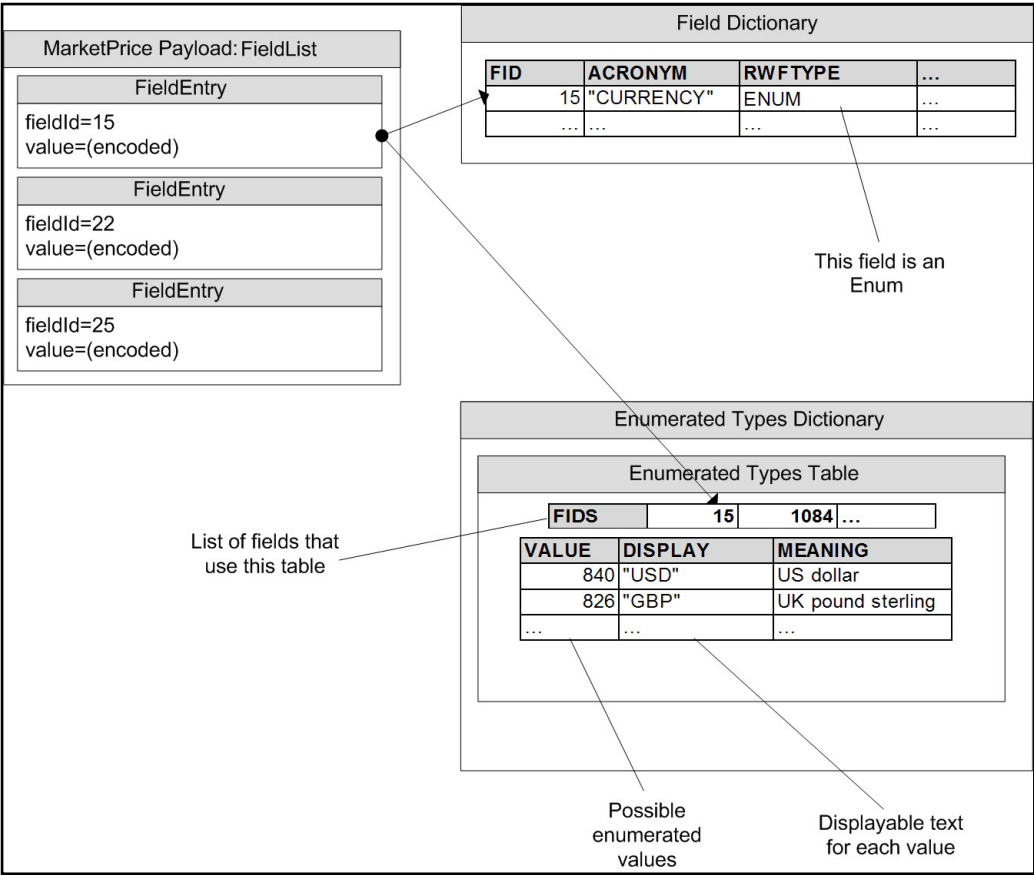 MarketPrice Payload: FieldList
FieldEntry
fieldId=15
value=(encoded)
FieldEntry
fieldId=22
value=(encoded)
FieldEntry
fieldId=25
value=(encoded)
Field Dictionary
FID ACRONYM RWFTYPE ...
15 "CURRENCY" ENUM ...
... ... ... ...
This field is an
Enum
Enumerated Types Dictionary
Enumerated Types Table
FIDS 15 1084 ...
List of fields that
use this table
VALUE DISPLAY MEANING
840 "USD" US dollar
826 "GBP" UK pound sterling
... ... ...
Possible
enumerated
values
Displayable text
for each value